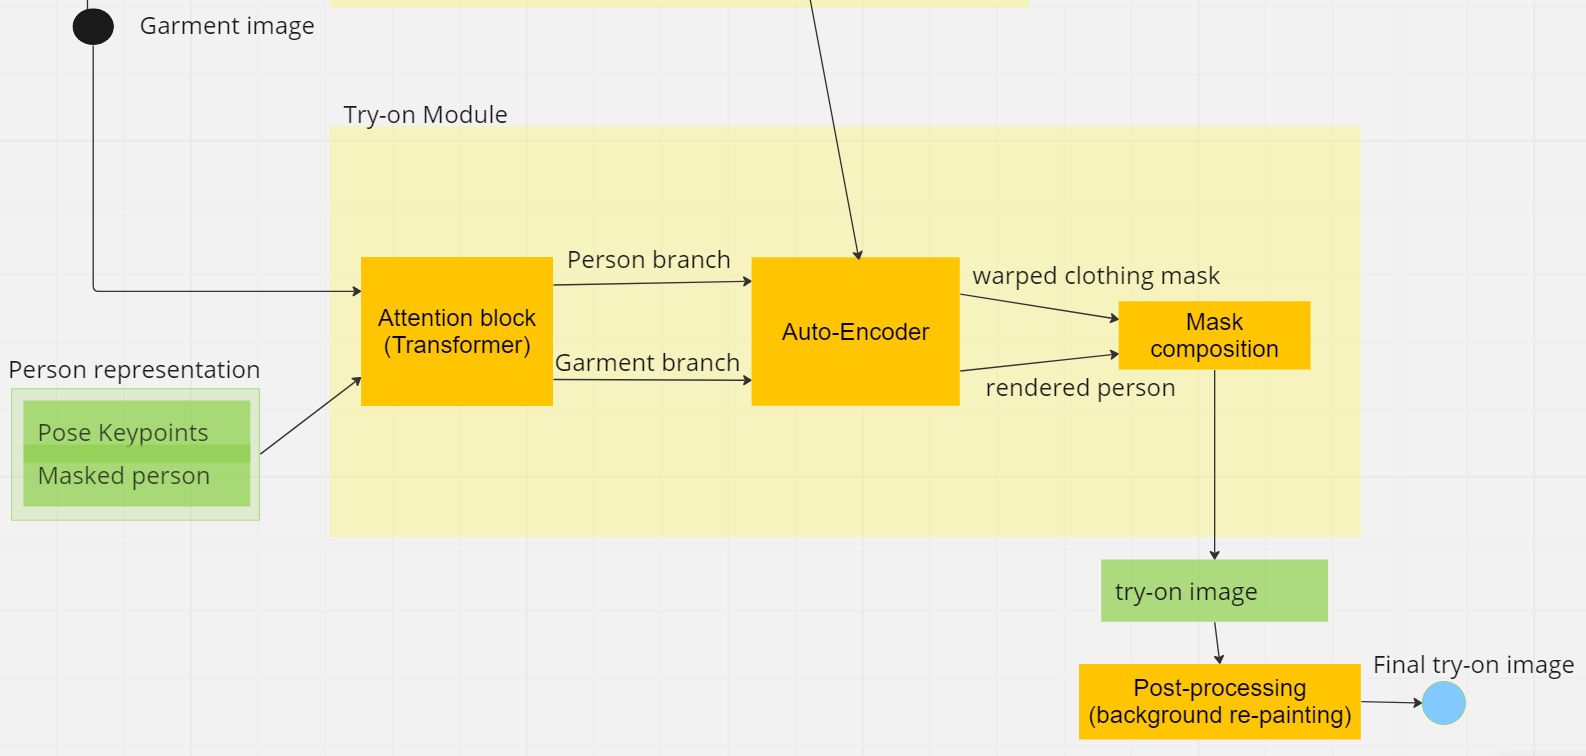 Garment image
Try-on Module
Person branch
warped clothing mask
Attention block
(Transformer)
Auto-Encoder
Mask
composition
Garment branch
Person representation
rendered person
Pose Keypoints
Masked person
try-on image
Final try-on image
Post-processing
(background re-painting)